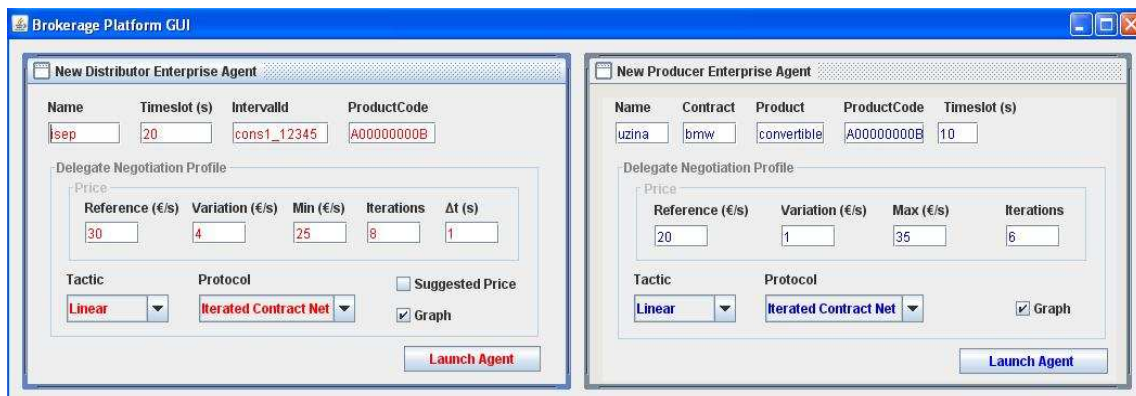 Brokerage Platform GUI
New Distributor Enterprise Agent
Name Timeslot (s) IntervalId ProductCode
isep 20 cons1_12345 A00000000B
Delegate Negotiation Profile
Price
Reference (€/s) Variation (€/s) Min (€/s) Iterations Δt (s)
30 4 25 8 1
Tactic Protocol
Suggested Price
Linear Iterated Contract Net
Graph
Launch Agent
New Producer Enterprise Agent
Name Contract Product ProductCode Timeslot (s)
uzina bmw convertible A00000000B 10
Delegate Negotiation Profile
Price
Reference (€/s) Variation (€/s) Max (€/s) Iterations
20 1 35 6
Tactic Protocol
Linear Iterated Contract Net Graph
Launch Agent